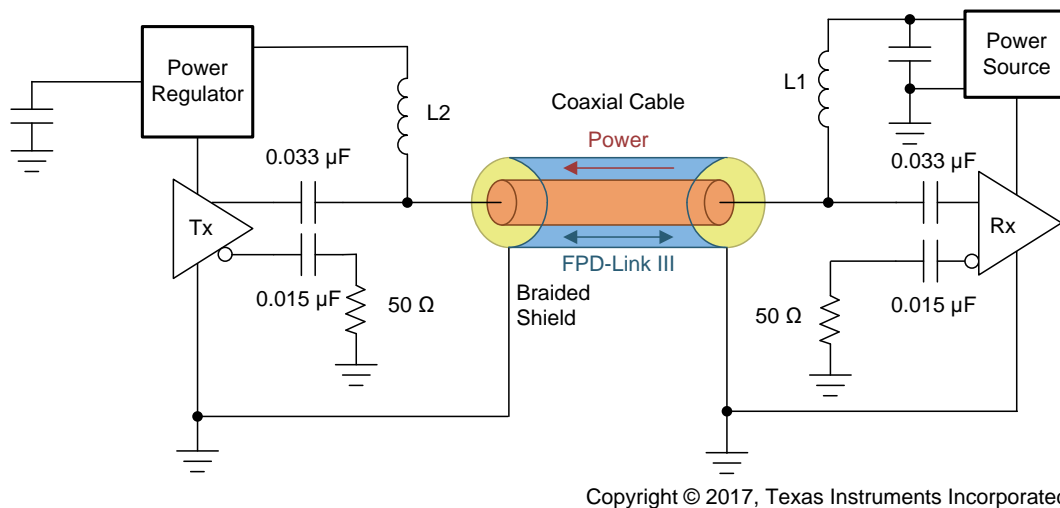 Power
Regulator
L2
0.033 µF
Tx
0.015 µF
50 Ω
Coaxial Cable
Power
FPD-Link III
Braided
Shield
L1
Power
Source
0.033 µF
Rx
0.015 µF
50 Ω
Copyright © 2017, Texas Instruments Incorporated